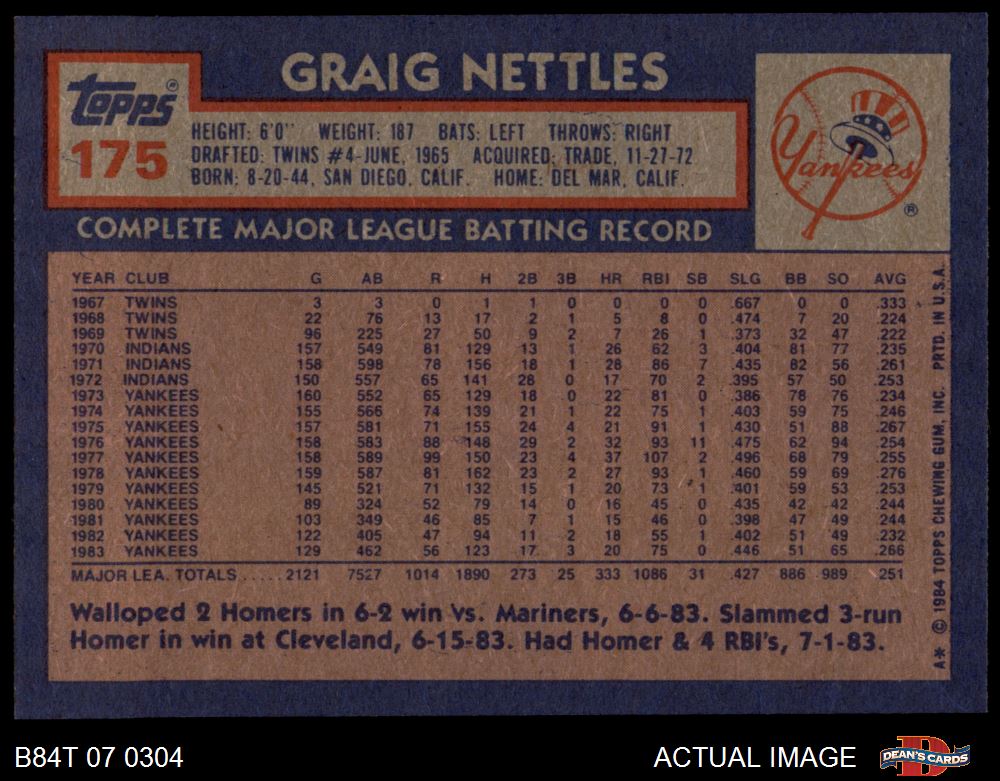 GRAIG NETTLES
Topps®
175
HEIGHT: 6'0" WEIGHT: 187 BATS: LEFT THROWS: RIGHT
DRAFTED: TWINS #4-JUNE, 1965 ACQUIRED: TRADE, 11-27-72
BORN: 8-20-44, SAN DIEGO, CALIF. HOME: DEL MAR, CALIF.
Yankees
®
COMPLETE MAJOR LEAGUE BATTING RECORD
YEAR CLUB G AB R H 2B 3B HR RBI SB SLG BB SO AVG
1967 TWINS 3 3 0 1 1 0 0 0 0 .667 0 0 .333
1968 TWINS 22 76 13 17 2 1 5 8 0 .474 7 20 .224
1969 TWINS 96 225 27 50 9 2 7 26 1 .373 32 47 .222
1970 INDIANS 157 549 81 129 13 1 26 62 3 .404 81 77 .235
1971 INDIANS 158 598 78 156 18 1 28 86 7 .435 82 56 .261
1972 INDIANS 150 557 65 141 28 0 17 70 2 .395 57 50 .253
1973 YANKEES 160 552 65 129 18 0 22 81 0 .386 78 76 .234
1974 YANKEES 155 566 74 139 21 1 22 75 1 .403 59 75 .246
1975 YANKEES 157 581 71 155 24 4 21 91 1 .430 51 88 .267
1976 YANKEES 158 583 88 148 29 2 32 93 11 .475 62 94 .254
1977 YANKEES 158 589 99 150 23 4 37 107 2 .496 68 79 .255
1978 YANKEES 159 587 81 162 23 2 27 93 1 .460 59 69 .276
1979 YANKEES 145 521 71 132 15 1 20 73 1 .401 59 53 .253
1980 YANKEES 89 324 52 79 14 0 16 45 0 .435 42 42 .244
1981 YANKEES 103 349 46 85 7 1 15 46 0 .398 47 49 .244
1982 YANKEES 122 405 47 94 11 2 18 55 1 .402 51 49 .232
1983 YANKEES 129 462 56 123 17 3 20 75 0 .446 51 65 .266
MAJOR LEA. TOTALS ..... 2121 7527 1014 1890 273 25 333 1086 31 .427 886 989 .251
Walloped 2 Homers in 6-2 win vs. Mariners, 6-6-83. Slammed 3-run
Homer in win at Cleveland, 6-15-83. Had Homer & 4 RBI's, 7-1-83.
A* © 1984 TOPPS CHEWING GUM, INC. PRTD. IN U.S.A.
B84T 07 0304 ACTUAL IMAGE
DEAN'S CARDS